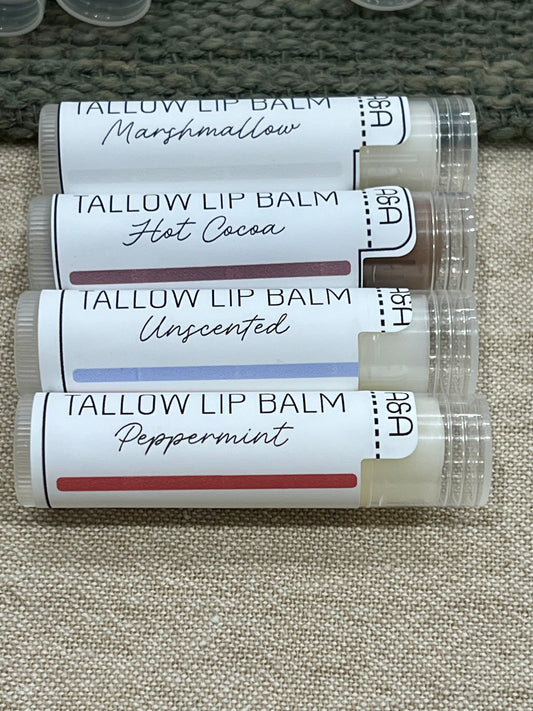 TALLOW LIP BALM
Marshmallow
A&A
TALLOW LIP BALM
Hot Cocoa
A&A
TALLOW LIP BALM
Unscented
A&A
TALLOW LIP BALM
Peppermint
A&A